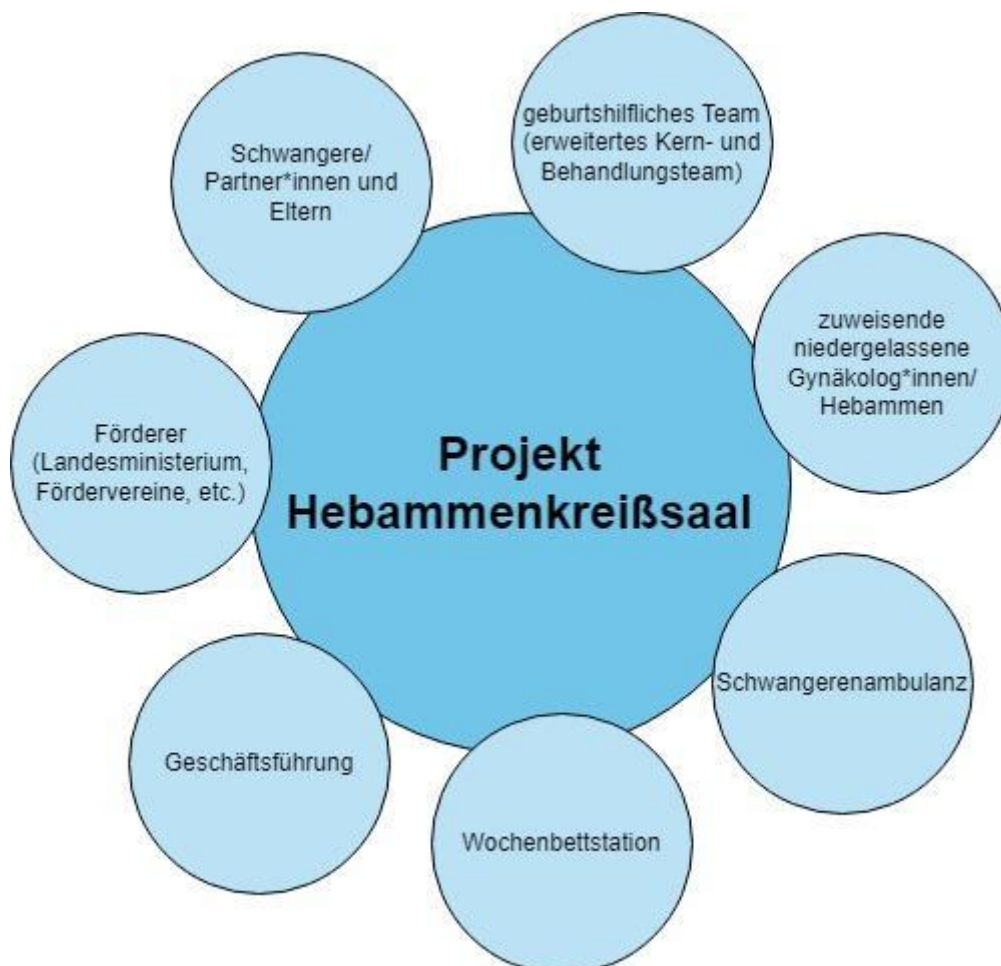 geburtshilfliches Team
(erweitertes Kern- und
Behandlungsteam)
Schwangere/
Partner*innen und
Eltern
zuweisende
niedergelassene
Gynäkolog*innen/
Hebammen
Förderer
(Landesministerium,
Fördervereine, etc.)
Projekt
Hebammenkreißsaal
Schwangerenambulanz
Geschäftsführung
Wochenbettstation